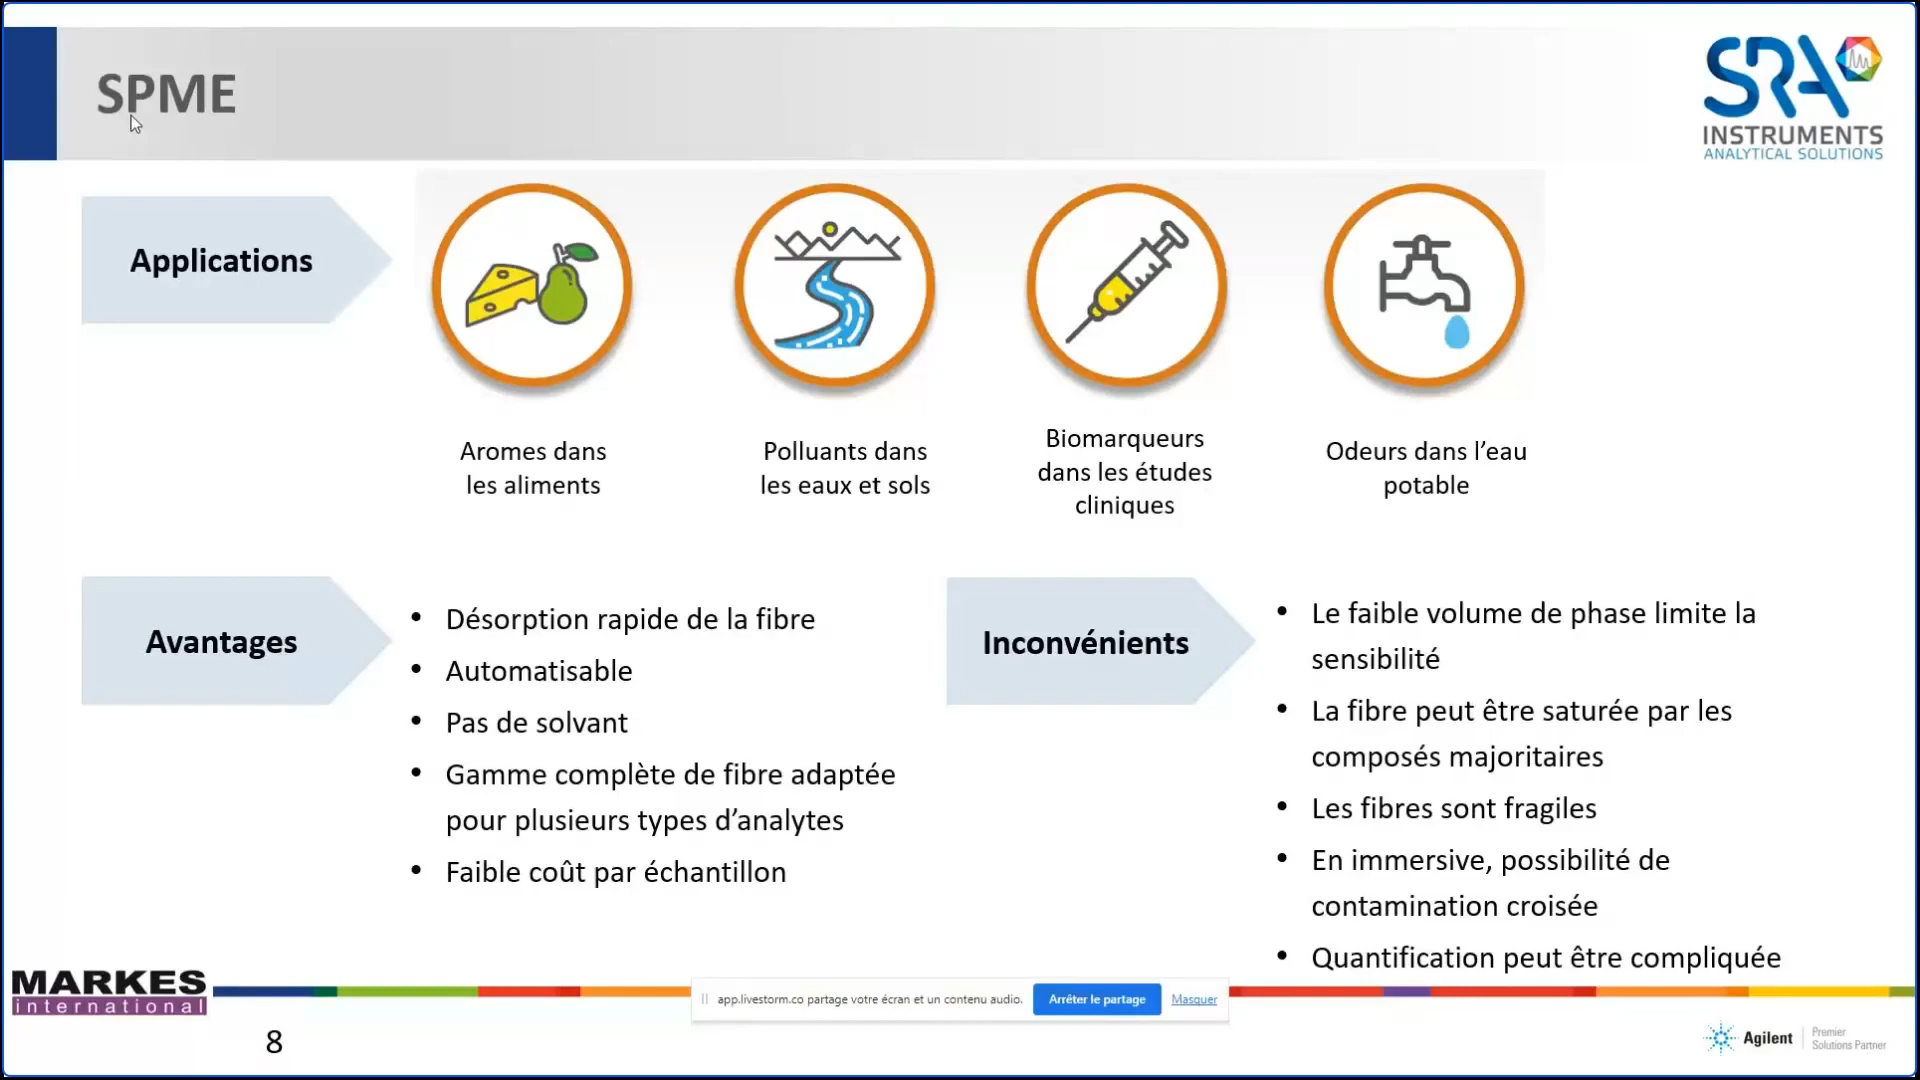 SPME
SRA
INSTRUMENTS
ANALYTICAL SOLUTIONS
Applications
Aromes dans
les aliments
Polluants dans
les eaux et sols
Biomarqueurs
dans les études
cliniques
Odeurs dans l’eau
potable
Avantages
• Désorption rapide de la fibre
• Automatisable
• Pas de solvant
• Gamme complète de fibre adaptée
pour plusieurs types d’analytes
• Faible coût par échantillon
Inconvénients
• Le faible volume de phase limite la
sensibilité
• La fibre peut être saturée par les
composés majoritaires
• Les fibres sont fragiles
• En immersive, possibilité de
contamination croisée
• Quantification peut être compliquée
MARKES
international
app.livestorm.co partage votre écran et un contenu audio.
Arrêter le partage
Masquer
8
Agilent
Premier
Solutions Partner